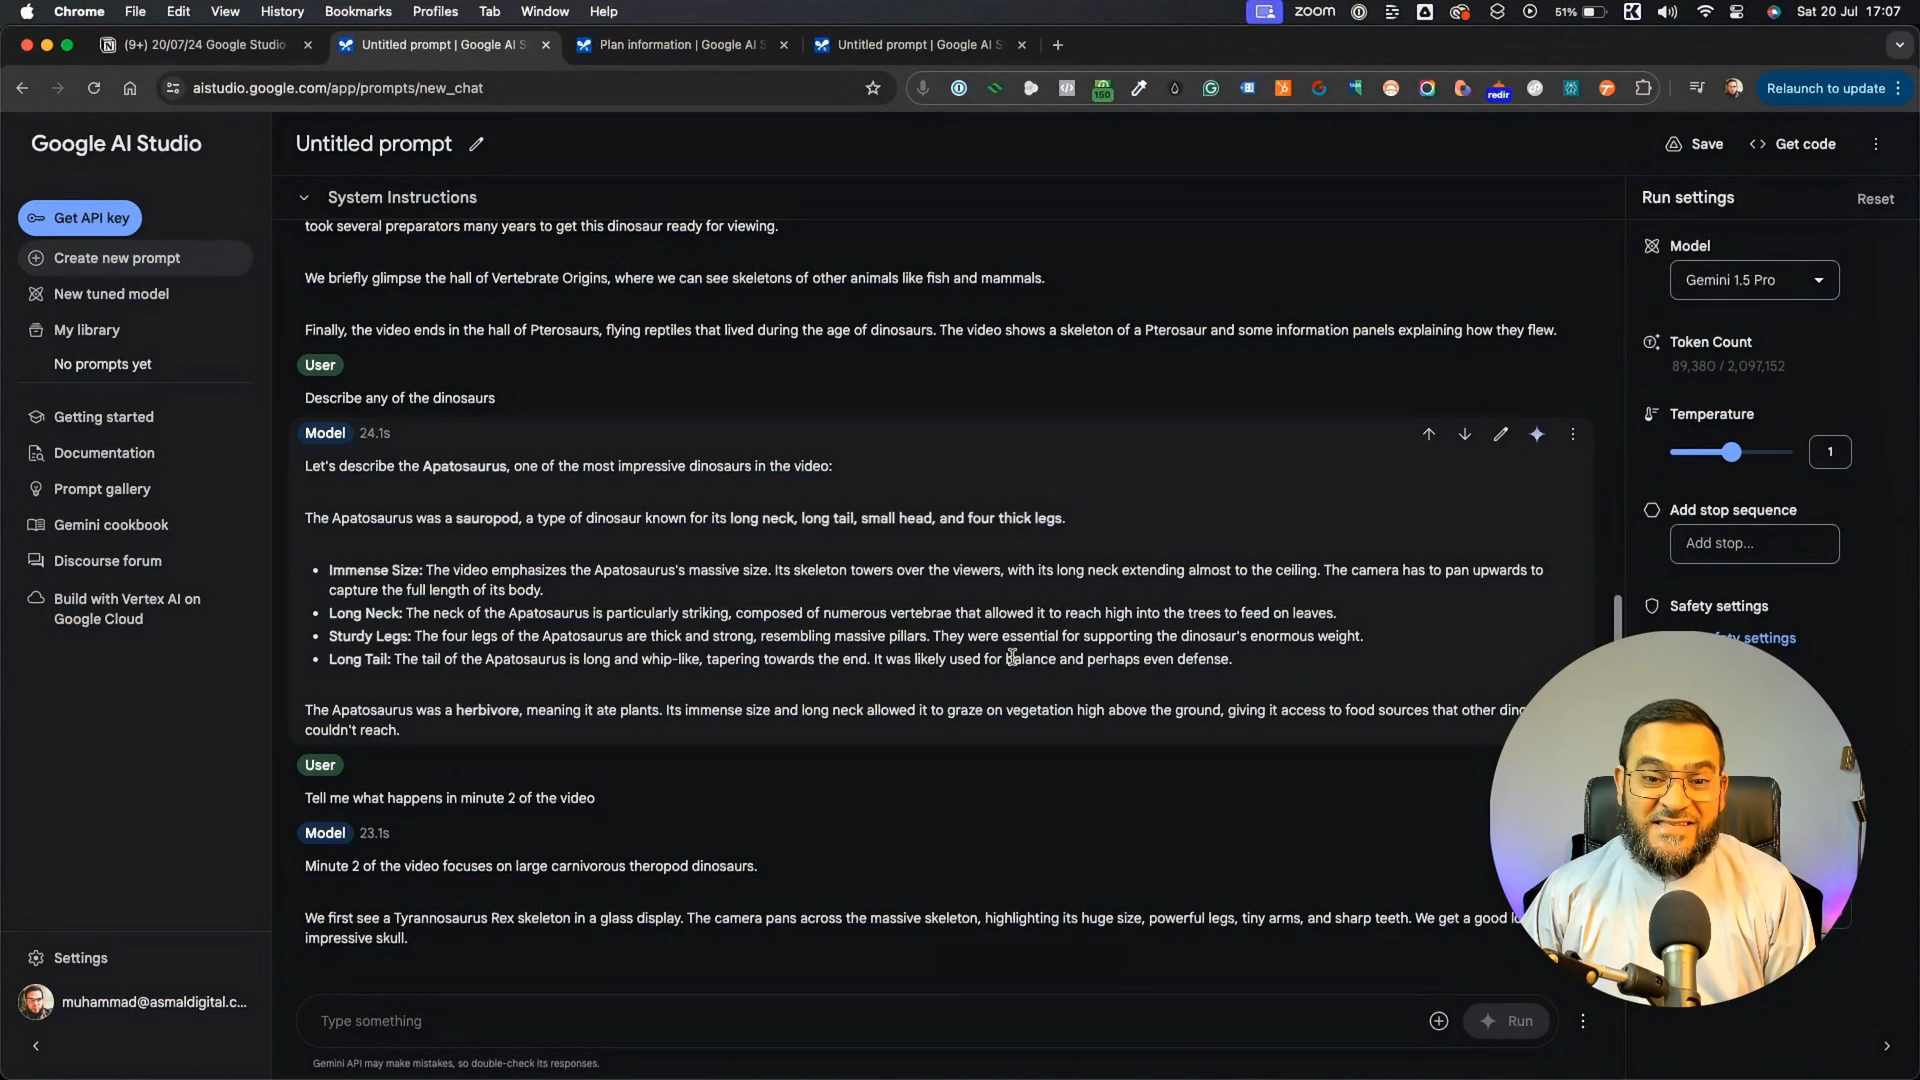 Chrome File Edit View History Bookmarks Profiles Tab Window Help
zoom 51% Sat 20 Jul 17:07
(9+) 20/07/24 Google Studio
Untitled prompt | Google AI S
Plan information | Google AI S
Untitled prompt | Google AI S
aistudio.google.com/app/prompts/new_chat
150
redir
Relaunch to update
Google AI Studio
Get API key
Create new prompt
New tuned model
My library
No prompts yet
Getting started
Documentation
Prompt gallery
Gemini cookbook
Discourse forum
Build with Vertex AI on
Google Cloud
Settings
muhammad@asmaldigital.c...
Untitled prompt
Save
Get code
System Instructions
took several preparators many years to get this dinosaur ready for viewing.
We briefly glimpse the hall of Vertebrate Origins, where we can see skeletons of other animals like fish and mammals.
Finally, the video ends in the hall of Pterosaurs, flying reptiles that lived during the age of dinosaurs. The video shows a skeleton of a Pterosaur and some information panels explaining how they flew.
User
Describe any of the dinosaurs
Model 24.1s
Let's describe the Apatosaurus, one of the most impressive dinosaurs in the video:
The Apatosaurus was a sauropod, a type of dinosaur known for its long neck, long tail, small head, and four thick legs.
• Immense Size: The video emphasizes the Apatosaurus's massive size. Its skeleton towers over the viewers, with its long neck extending almost to the ceiling. The camera has to pan upwards to
capture the full length of its body.
• Long Neck: The neck of the Apatosaurus is particularly striking, composed of numerous vertebrae that allowed it to reach high into the trees to feed on leaves.
• Sturdy Legs: The four legs of the Apatosaurus are thick and strong, resembling massive pillars. They were essential for supporting the dinosaur's enormous weight.
• Long Tail: The tail of the Apatosaurus is long and whip-like, tapering towards the end. It was likely used for balance and perhaps even defense.
The Apatosaurus was a herbivore, meaning it ate plants. Its immense size and long neck allowed it to graze on vegetation high above the ground, giving it access to food sources that other
couldn't reach.
User
Tell me what happens in minute 2 of the video
Model 23.1s
Minute 2 of the video focuses on large carnivorous theropod dinosaurs.
We first see a Tyrannosaurus Rex skeleton in a glass display. The camera pans across the massive skeleton, highlighting its huge size, powerful legs, tiny arms, and sharp teeth. We get a good
impressive skull.
Type something
Run
Gemini API may make mistakes, so double-check its responses.
Run settings
Reset
Model
Gemini 1.5 Pro
Token Count
89,380 / 2,097,152
Temperature
1
Add stop sequence
Add stop...
Safety settings
settings